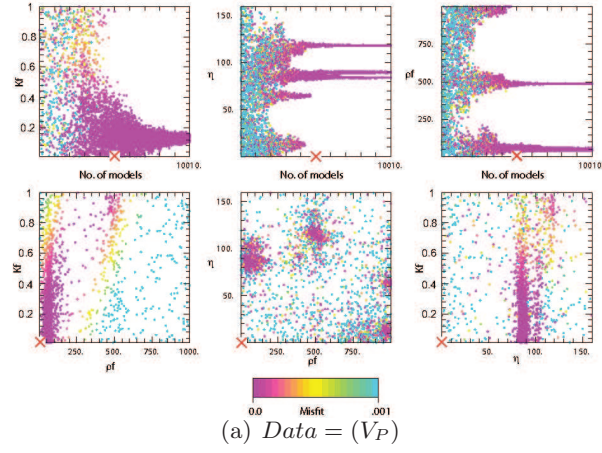 Kf
1
0.8
0.6
0.4
0.2
10010.
No. of models
η
150.
100.
50.
10010.
No. of models
ρf
750.
500.
250.
10010.
No. of models
Kf
1
0.8
0.6
0.4
0.2
250.
500.
750.
1000.
ρf
η
150.
100.
50.
250.
500.
750.
1000.
ρf
Kf
1
0.8
0.6
0.4
0.2
50.
100.
150.
η
0.0
Misfit
.001
(a) Data = (V_P)